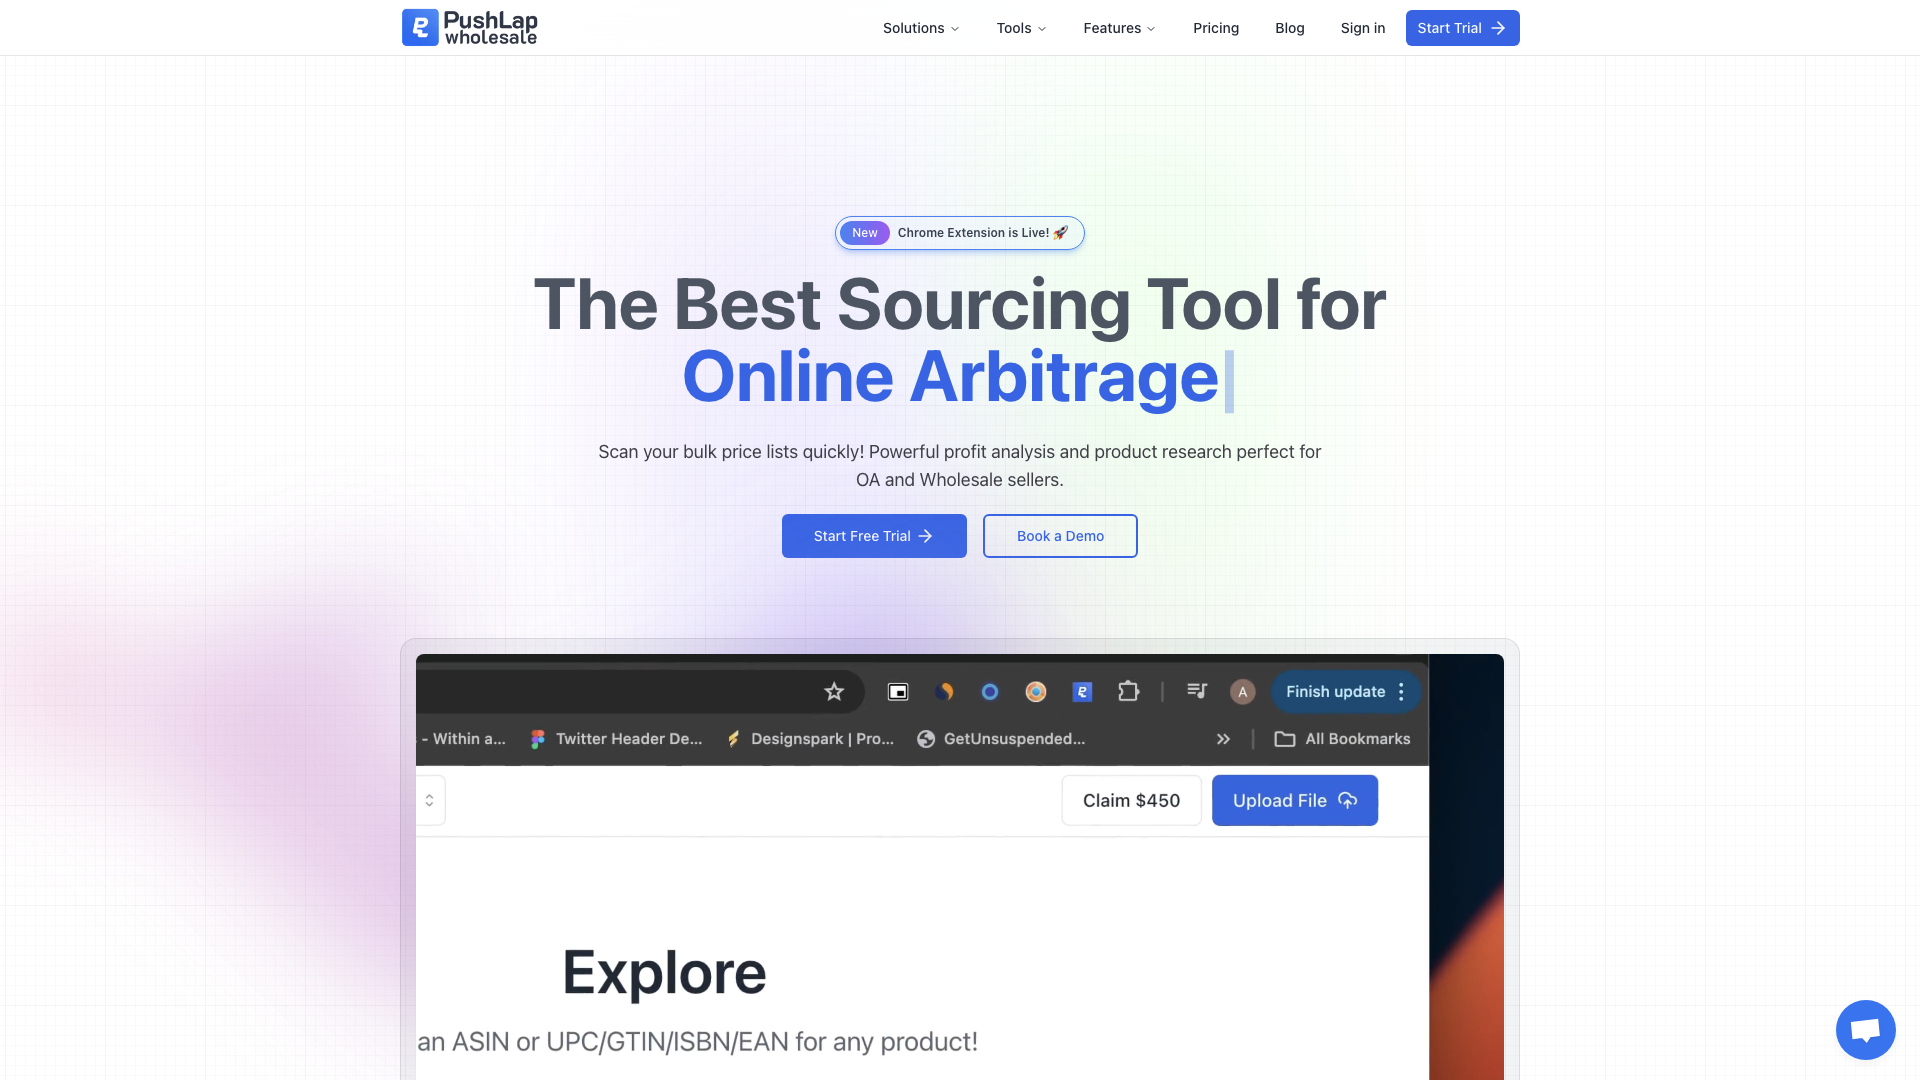 PushLap
wholesale
Solutions
Tools
Features
Pricing
Blog
Sign in
Start Trial
New
Chrome Extension is Live! 🚀
The Best Sourcing Tool for
Online Arbitrage
Scan your bulk price lists quickly! Powerful profit analysis and product research perfect for
OA and Wholesale sellers.
Start Free Trial
Book a Demo
A
Finish update
- Within a...
Twitter Header De...
Designspark | Pro...
GetUnsuspended...
All Bookmarks
Claim $450
Upload File
Explore
an ASIN or UPC/GTIN/ISBN/EAN for any product!